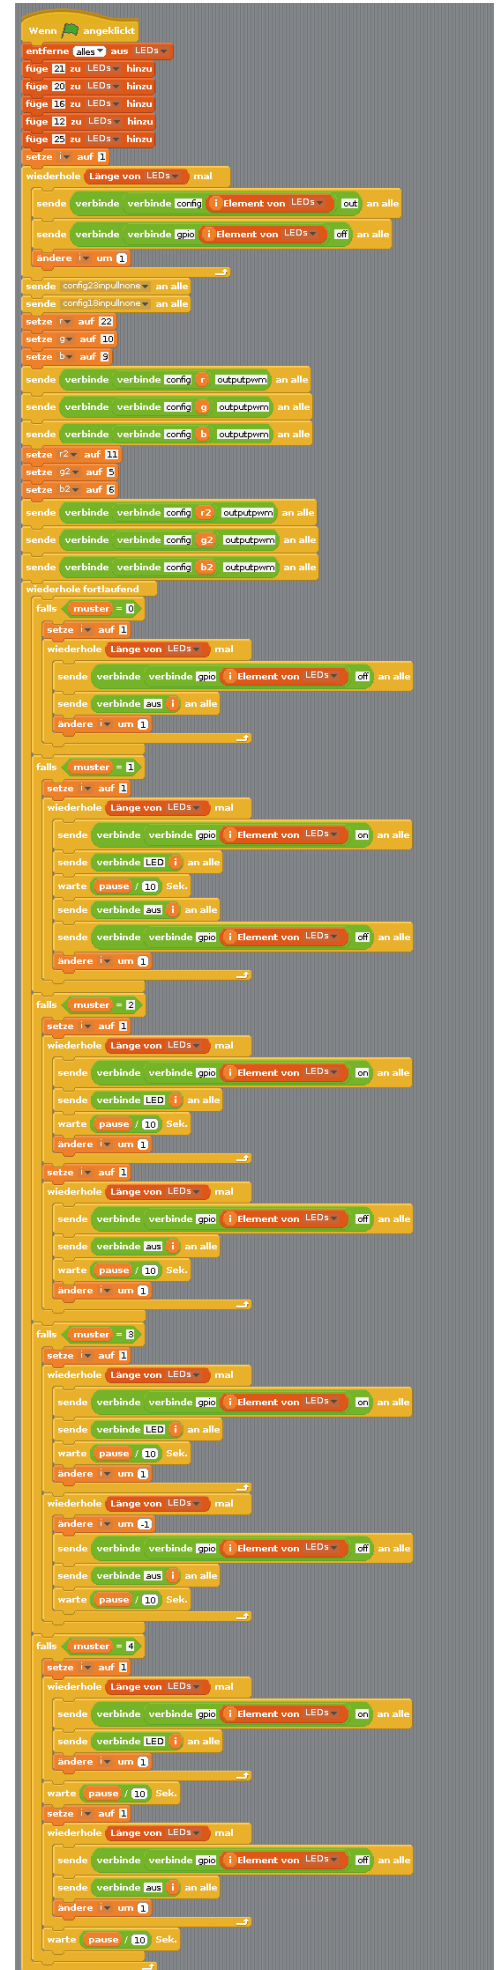 Wenn angeklickt
entferne alles aus LEDs
füge 21 zu LEDs hinzu
füge 20 zu LEDs hinzu
füge 16 zu LEDs hinzu
füge 12 zu LEDs hinzu
füge 25 zu LEDs hinzu
setze i auf 1
wiederhole Länge von LEDs mal
sende verbinde verbinde config i Element von LEDs out an alle
sende verbinde verbinde gpio i Element von LEDs off an alle
ändere i um 1
sende config23inpullnone an alle
sende config18inpullnone an alle
setze r auf 22
setze g auf 10
setze b auf 9
sende verbinde verbinde config r outputpwm an alle
sende verbinde verbinde config g outputpwm an alle
sende verbinde verbinde config b outputpwm an alle
setze r2 auf 11
setze g2 auf 5
setze b2 auf 6
sende verbinde verbinde config r2 outputpwm an alle
sende verbinde verbinde config g2 outputpwm an alle
sende verbinde verbinde config b2 outputpwm an alle
wiederhole fortlaufend
falls muster = 0
setze i auf 1
wiederhole Länge von LEDs mal
sende verbinde verbinde gpio i Element von LEDs off an alle
sende verbinde aus i an alle
ändere i um 1
falls muster = 1
setze i auf 1
wiederhole Länge von LEDs mal
sende verbinde verbinde gpio i Element von LEDs on an alle
sende verbinde LED i an alle
warte pause / 10 Sek.
sende verbinde aus i an alle
sende verbinde verbinde gpio i Element von LEDs off an alle
ändere i um 1
falls muster = 2
setze i auf 1
wiederhole Länge von LEDs mal
sende verbinde verbinde gpio i Element von LEDs on an alle
sende verbinde LED i an alle
warte pause / 10 Sek.
ändere i um 1
setze i auf 1
wiederhole Länge von LEDs mal
sende verbinde verbinde gpio i Element von LEDs off an alle
sende verbinde aus i an alle
warte pause / 10 Sek.
ändere i um 1
falls muster = 3
setze i auf 1
wiederhole Länge von LEDs mal
sende verbinde verbinde gpio i Element von LEDs on an alle
sende verbinde LED i an alle
warte pause / 10 Sek.
ändere i um 1
wiederhole Länge von LEDs mal
ändere i um -1
sende verbinde verbinde gpio i Element von LEDs off an alle
sende verbinde aus i an alle
warte pause / 10 Sek.
falls muster = 4
setze i auf 1
wiederhole Länge von LEDs mal
sende verbinde verbinde gpio i Element von LEDs on an alle
sende verbinde LED i an alle
ändere i um 1
warte pause / 10 Sek.
setze i auf 1
wiederhole Länge von LEDs mal
sende verbinde verbinde gpio i Element von LEDs off an alle
sende verbinde aus i an alle
ändere i um 1
warte pause / 10 Sek.